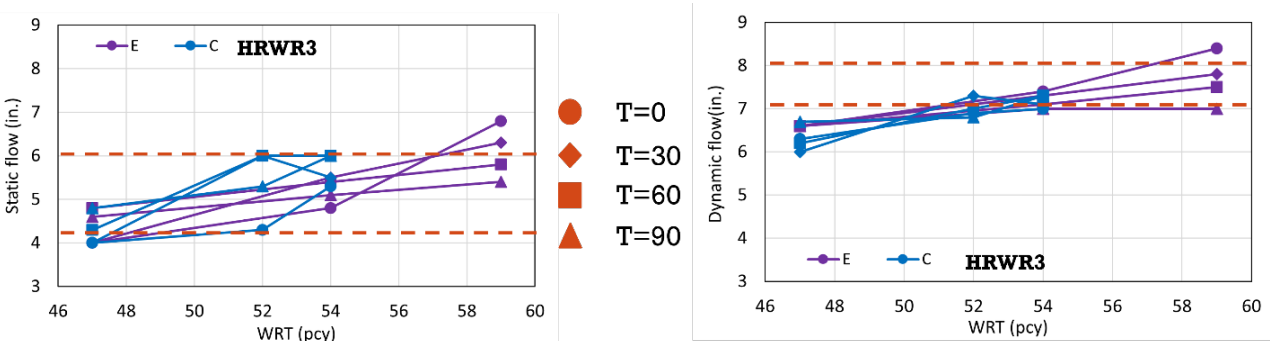 9
8
7
6
5
4
3
Static flow (in.)
E
C
HRWR3
46 48 50 52 54 56 58 60
WRT (pcy)
T=0
T=30
T=60
T=90
9
8
7
6
5
4
3
Dynamic flow(in.)
E
C
HRWR3
46 48 50 52 54 56 58 60
WRT (pcy)